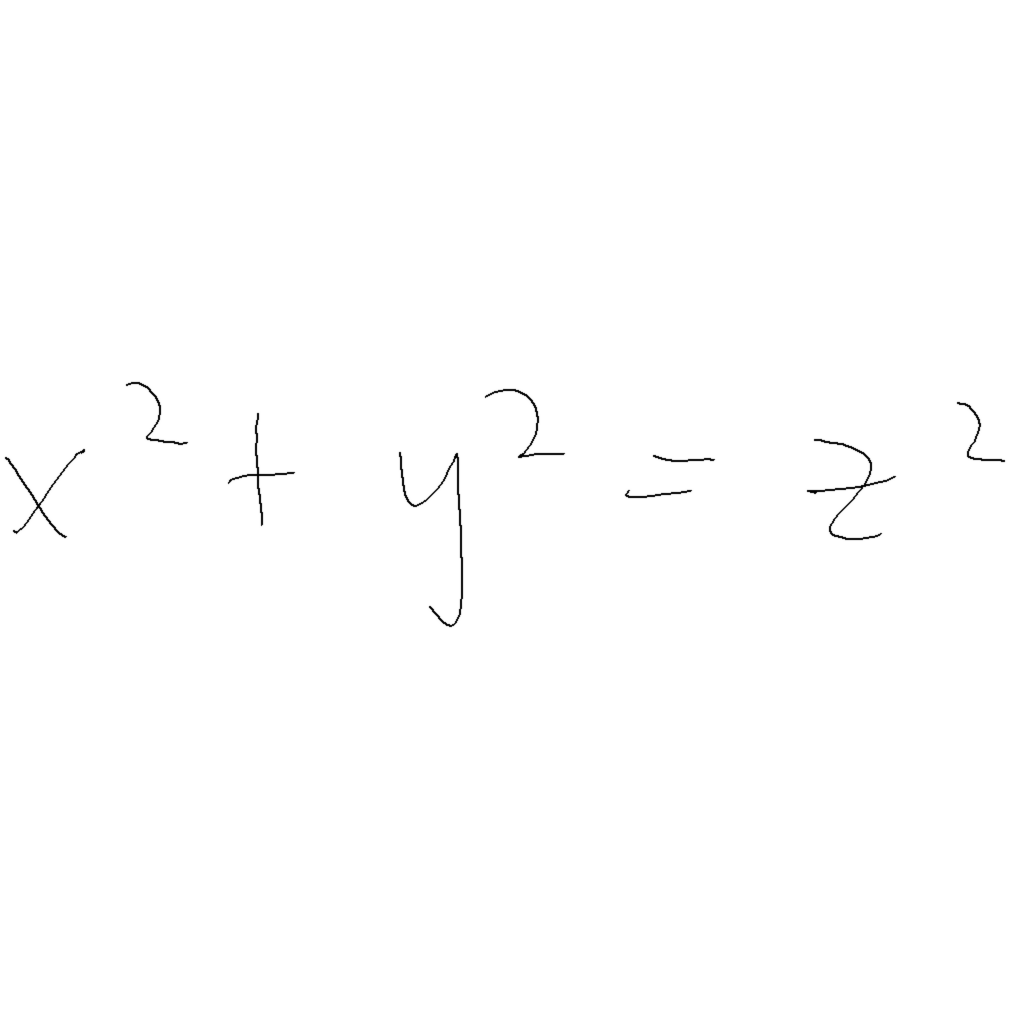 x² + y² = z²